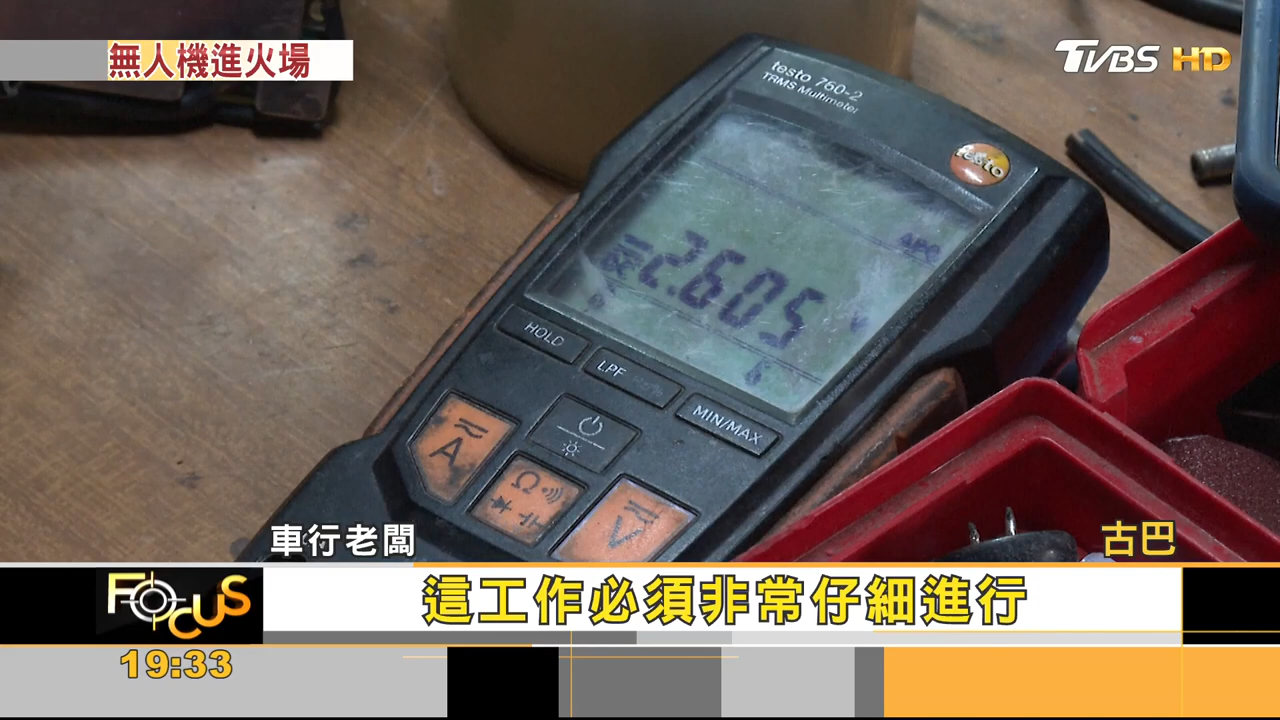 無人機進火場
TVBS HD
testo 760-2
TRMS Multimeter
testo
APO
2.605
V
HOLD
LPF
MIN/MAX
A
Ω
V
車行老闆
古巴
這工作必須非常仔細進行
FOCUS
19:33